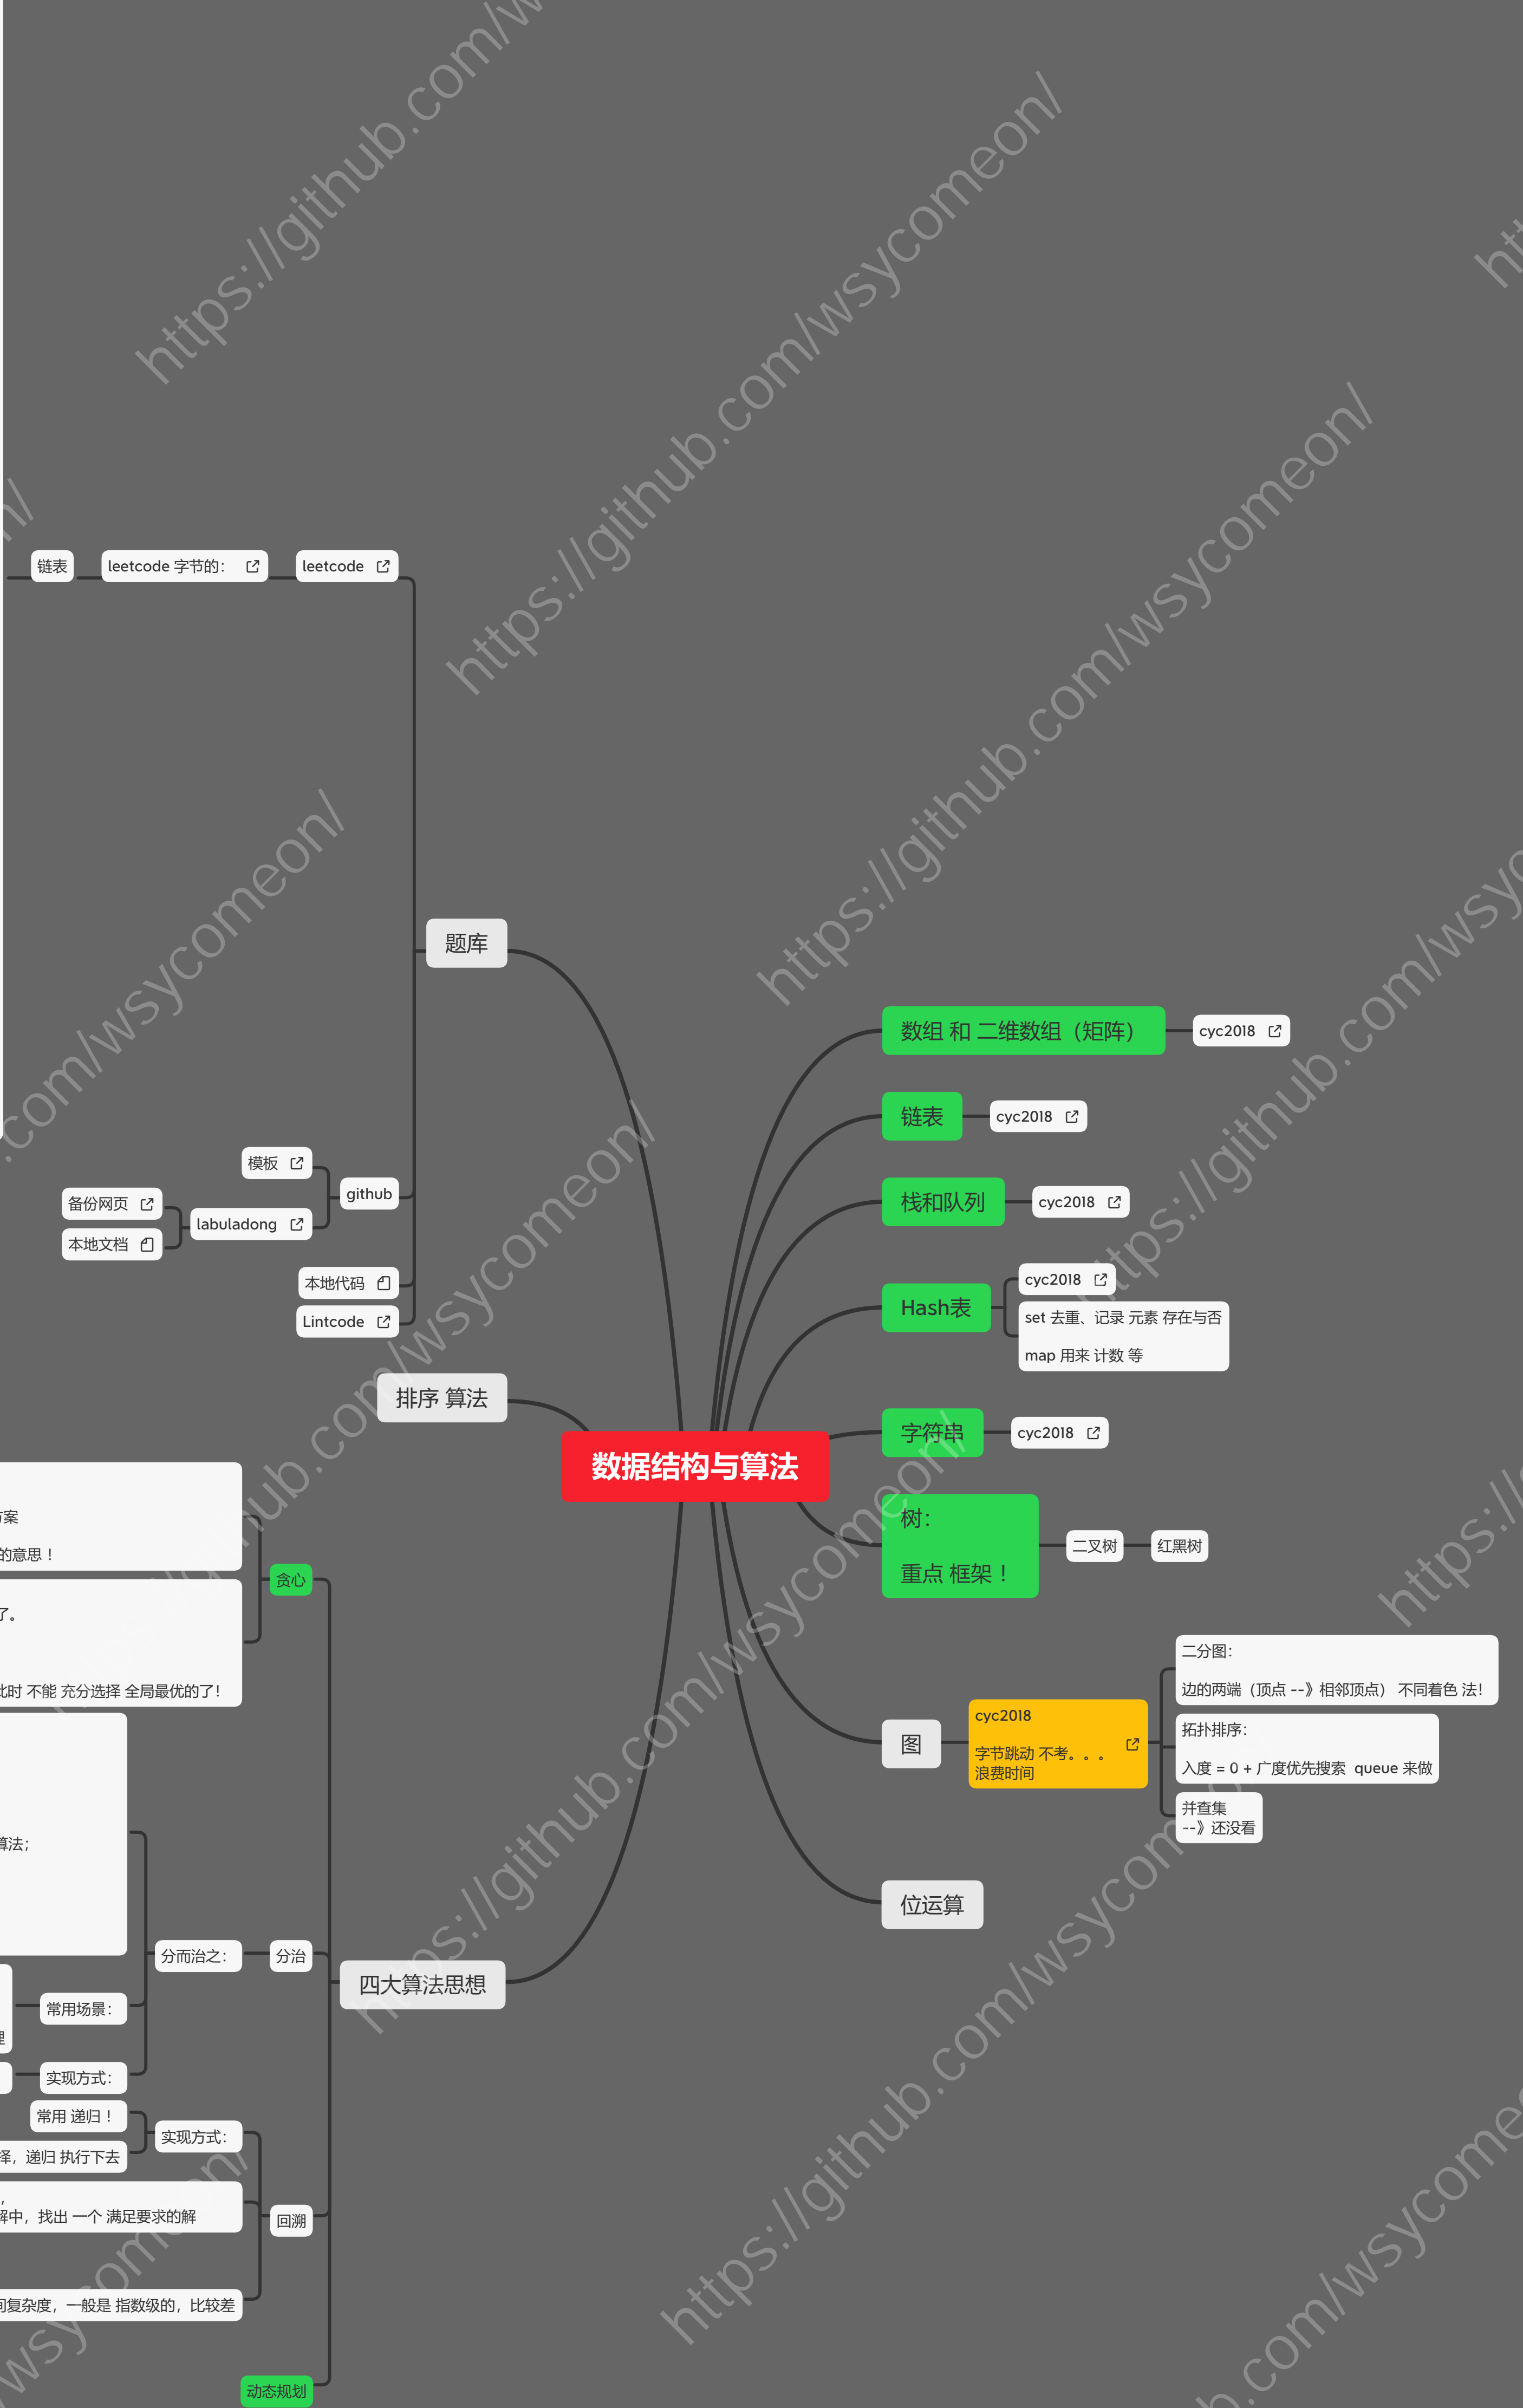 链表
leetcode 字节的：
leetcode
题库
模板
github
备份网页
labuladong
本地文档
本地代码
Lintcode
排序 算法
数据结构与算法
方案
的意思！
贪心
了。
此时 不能 充分选择 全局最优的了！
算法；
分而治之：
分治
四大算法思想
常用场景：
理
实现方式：
常用 递归！
实现方式：
择，递归 执行下去
，
解中，找出 一个 满足要求的解
回溯
间复杂度，一般是 指数级的，比较差
动态规划
数组 和 二维数组（矩阵）
cyc2018
链表
cyc2018
栈和队列
cyc2018
Hash表
cyc2018
set 去重、记录 元素 存在与否
map 用来 计数 等
字符串
cyc2018
树：
重点 框架！
二叉树
红黑树
图
cyc2018
字节跳动 不考。。。
浪费时间
二分图：
边的两端（顶点 --》相邻顶点） 不同着色 法！
拓扑排序：
入度 = 0 + 广度优先搜索 queue 来做
并查集
--》还没看
位运算
https://github.com/wsycomeon/
https://github.com/wsycomeon/
https://github.com/wsycomeon/
https://github.com/wsycomeon/